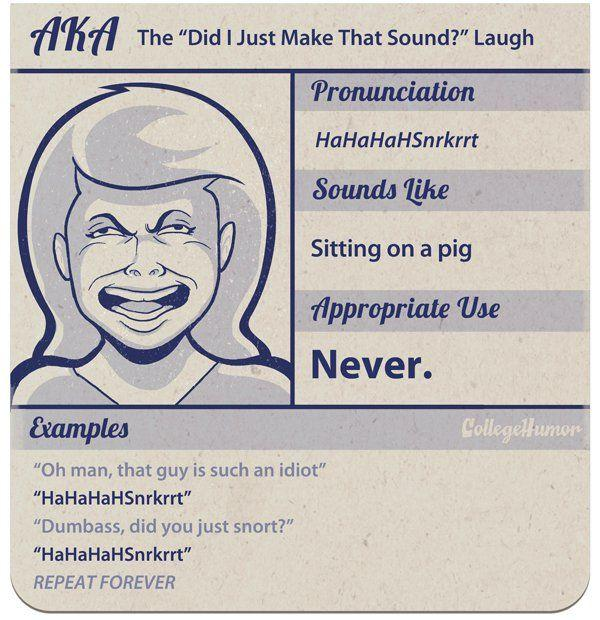 AKA The “Did I Just Make That Sound?” Laugh
Pronunciation
HaHaHaHSnrkrrt
Sounds Like
Sitting on a pig
Appropriate Use
Never.
Examples
CollegeHumor
“Oh man, that guy is such an idiot”
“HaHaHaHSnrkrrt”
“Dumbass, did you just snort?”
“HaHaHaHSnrkrrt”
REPEAT FOREVER